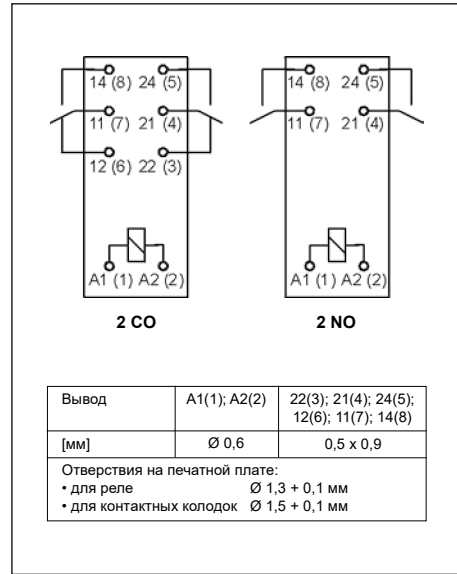 14 (8) 24 (5) 14 (8) 24 (5)
11 (7) 21 (4) 11 (7) 21 (4)
12 (6) 22 (3)
A1 (1) A2 (2) A1 (1) A2 (2)
2 CO 2 NO
Вывод A1(1); A2(2) 22(3); 21(4); 24(5);
12(6); 11(7); 14(8)
[мм] Ø 0,6 0,5 x 0,9
Отверстия на печатной плате:
• для реле Ø 1,3 + 0,1 мм
• для контактных колодок Ø 1,5 + 0,1 мм